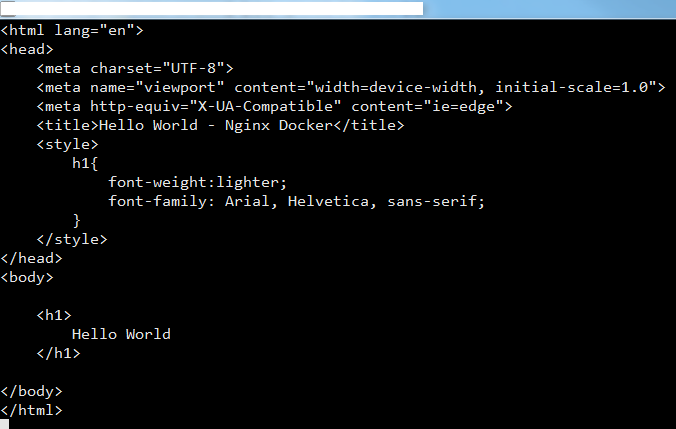 <html lang="en">
<head>
    <meta charset="UTF-8">
    <meta name="viewport" content="width=device-width, initial-scale=1.0">
    <meta http-equiv="X-UA-Compatible" content="ie=edge">
    <title>Hello World - Nginx Docker</title>
    <style>
        h1{
            font-weight:lighter;
            font-family: Arial, Helvetica, sans-serif;
        }
    </style>
</head>
<body>

    <h1>
        Hello World
    </h1>

</body>
</html>